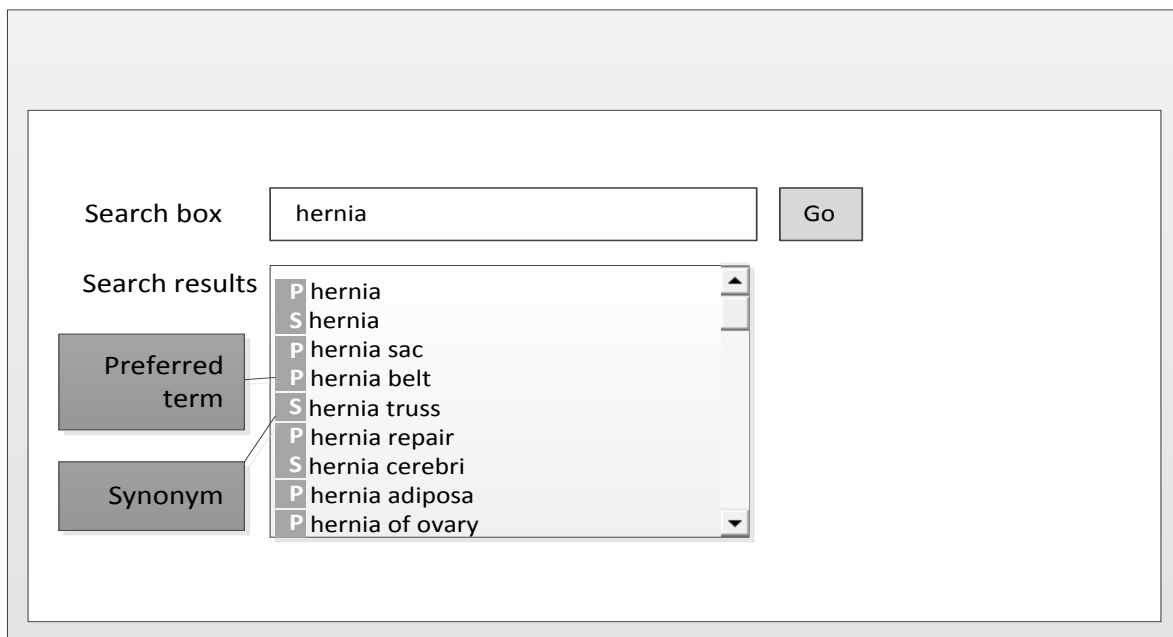 Search box
hernia
Go
Search results
P hernia
S hernia
P hernia sac
P hernia belt
S hernia truss
P hernia repair
S hernia cerebri
P hernia adiposa
P hernia of ovary
Preferred
term
Synonym